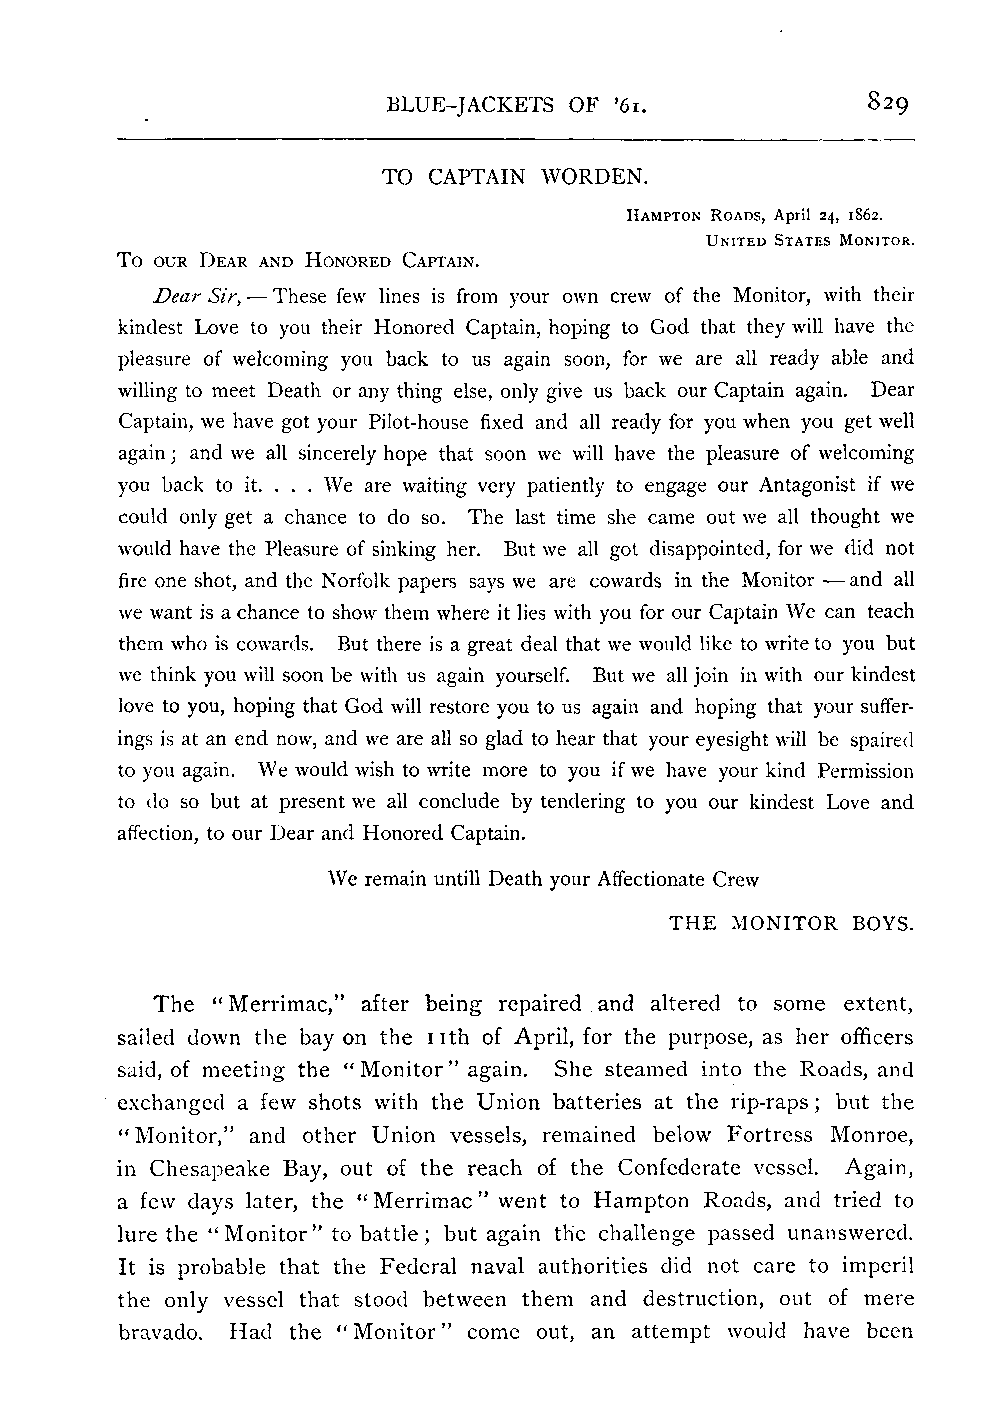 BLUE-JACKETS OF '61. 829
TO CAPTAIN WORDEN.
HAMPTON ROADS, April 24, 1862.
UNITED STATES MONITOR.
TO OUR DEAR AND HONORED CAPTAIN.
Dear Sir, — These few lines is from your own crew of the Monitor, with their
kindest Love to you their Honored Captain, hoping to God that they will have the
pleasure of welcoming you back to us again soon, for we are all ready able and
willing to meet Death or any thing else, only give us back our Captain again. Dear
Captain, we have got your Pilot-house fixed and all ready for you when you get well
again; and we all sincerely hope that soon we will have the pleasure of welcoming
you back to it. . . . We are waiting very patiently to engage our Antagonist if we
could only get a chance to do so. The last time she came out we all thought we
would have the Pleasure of sinking her. But we all got disappointed, for we did not
fire one shot, and the Norfolk papers says we are cowards in the Monitor — and all
we want is a chance to show them where it lies with you for our Captain We can teach
them who is cowards. But there is a great deal that we would like to write to you but
we think you will soon be with us again yourself. But we all join in with our kindest
love to you, hoping that God will restore you to us again and hoping that your suffer-
ings is at an end now, and we are all so glad to hear that your eyesight will be spaired
to you again. We would wish to write more to you if we have your kind Permission
to do so but at present we all conclude by tendering to you our kindest Love and
affection, to our Dear and Honored Captain.
We remain untill Death your Affectionate Crew
THE MONITOR BOYS.
The "Merrimac," after being repaired and altered to some extent,
sailed down the bay on the 11th of April, for the purpose, as her officers
said, of meeting the "Monitor" again. She steamed into the Roads, and
exchanged a few shots with the Union batteries at the rip-raps; but the
"Monitor," and other Union vessels, remained below Fortress Monroe,
in Chesapeake Bay, out of the reach of the Confederate vessel. Again,
a few days later, the "Merrimac" went to Hampton Roads, and tried to
lure the "Monitor" to battle; but again the challenge passed unanswered.
It is probable that the Federal naval authorities did not care to imperil
the only vessel that stood between them and destruction, out of mere
bravado. Had the "Monitor" come out, an attempt would have been